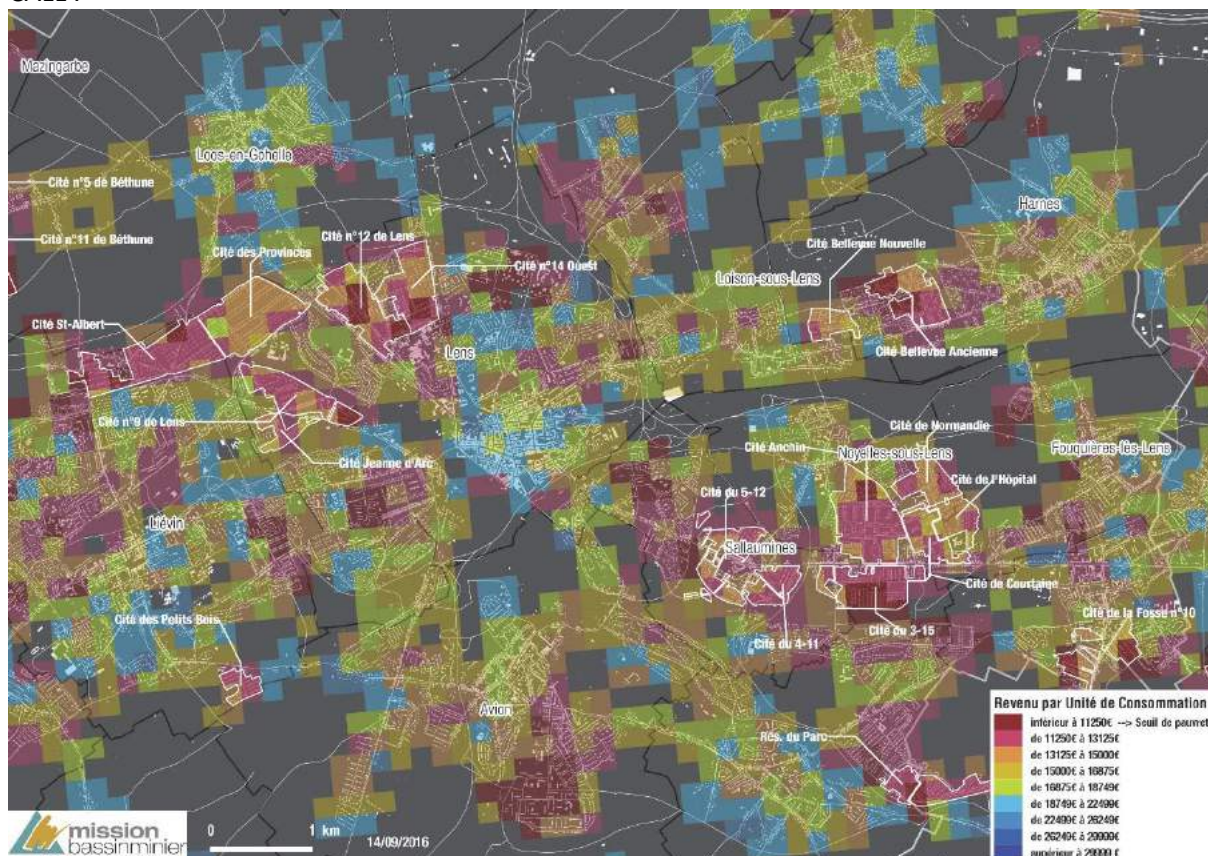 Mazingarbe
Loos-en-Gohelle
Cité n°5 de Béthune
Harnes
Cité n°11 de Béthune
Cité des Provinces
Cité n°12 de Lens
Cité Bellevue Nouvelle
Cité n°14 Ouest
Loison-sous-Lens
Cité St-Albert
Lens
Cité Bellevue Ancienne
Cité n°9 de Lens
Cité de Normandie
Cité Anchin
Noyelles-sous-Lens
Fouquières-lès-Lens
Cité Jeanne d'Arc
Cité de l'Hôpital
Cité du 5-12
Liévin
Sallaumines
Cité de Courtaigne
Cité des Petits Bois
Cité de la Fosse n°10
Cité du 3-15
Cité du 4-11
Avion
Rés. du Parc
Revenu par Unité de Consommation
inférieur à 11250€ --> Seuil de pauvret
de 11250€ à 13125€
de 13125€ à 15000€
de 15000€ à 16875€
de 16875€ à 18749€
de 18749€ à 22499€
de 22499€ à 26249€
de 26249€ à 29999€
supérieur à 29999 €
mission
bassinminier
0 1 km
14/09/2016